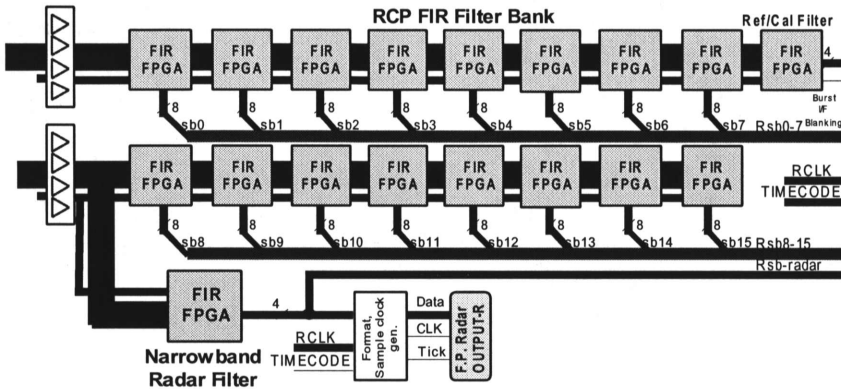 RCP FIR Filter Bank
Ref/Cal Filter
FIR FPGA
FIR FPGA
FIR FPGA
FIR FPGA
FIR FPGA
FIR FPGA
FIR FPGA
FIR FPGA
FIR FPGA
4
8 8 8 8 8 8 8 8
Burst
I/F
Blanking
sb0 sb1 sb2 sb3 sb4 sb5 sb6 sb7 Rsb0-7
FIR FPGA
FIR FPGA
FIR FPGA
FIR FPGA
FIR FPGA
FIR FPGA
FIR FPGA
FIR FPGA
RCLK
TIMECODE
8 8 8 8 8 8 8 8
sb8 sb9 sb10 sb11 sb12 sb13 sb14 sb15 Rsb8-15
Rsb-radar
FIR
FPGA
4
Narrowband
Radar Filter
RCLK
TIMECODE
Format,
Sample clock
gen.
Data
CLK
Tick
F.P. Radar
OUTPUT-R